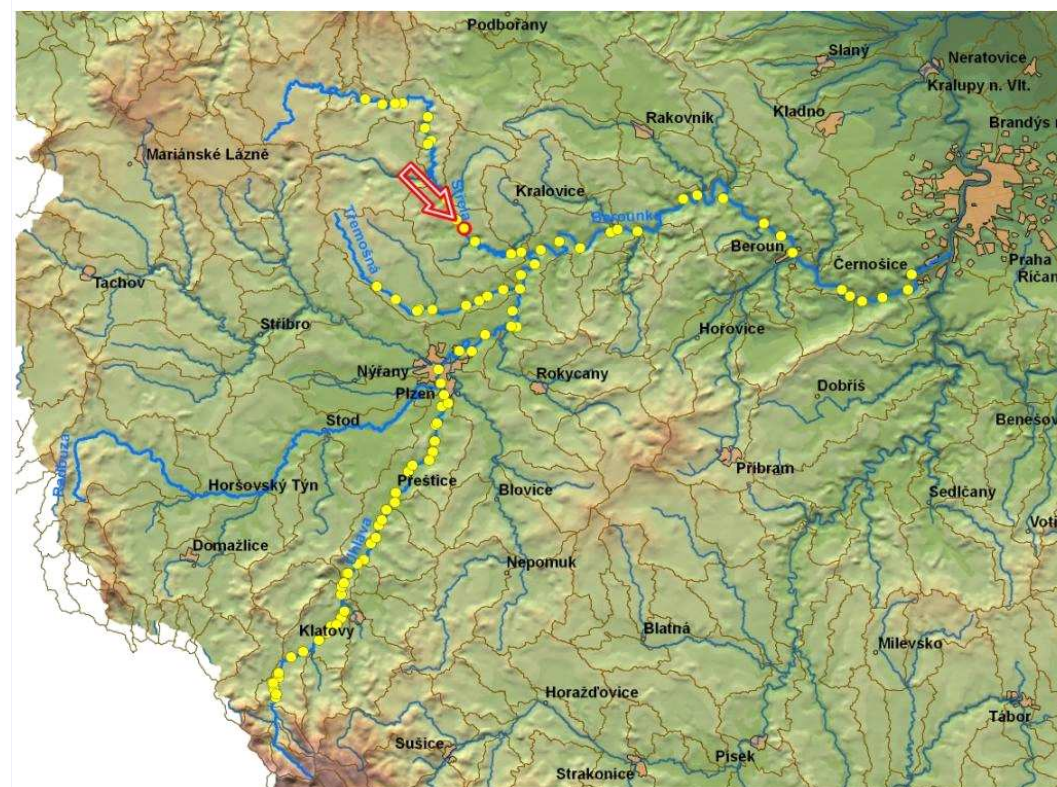 Podbořany
Slaný
Neratovice
Kralupy n. Vlt.
Rakovník
Kladno
Brandýs n
Mariánské Lázně
Střela
Kralovice
Berounka
Třemošná
Beroun
Černošice
Praha
Říčan
Tachov
Stříbro
Hořovice
Nýřany
Rokycany
Dobříš
Plzeň
Benešov
Stod
Radbuza
Příbram
Horšovský Týn
Přeštice
Blovice
Sedlčany
Voti
Úhlava
Domažlice
Nepomuk
Klatovy
Blatná
Milevsko
Horažďovice
Tábor
Sušice
Písek
Strakonice